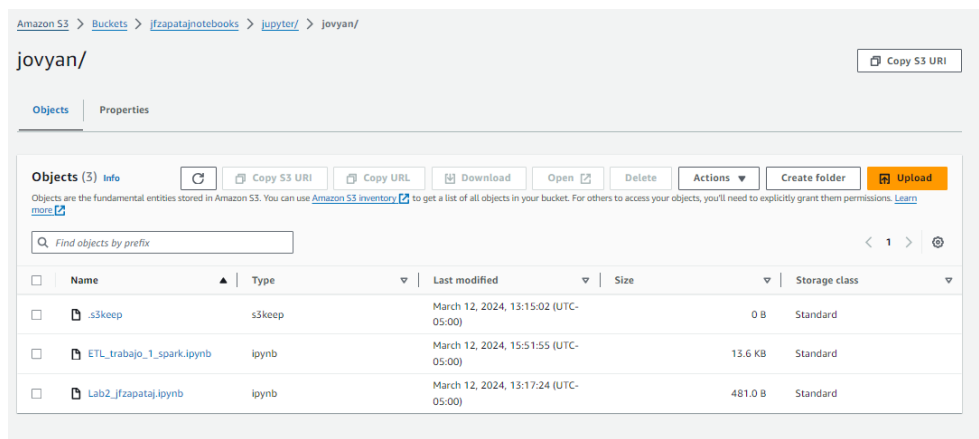 Amazon S3 > Buckets > jfzapatajnotebooks > jupyter/ > jovyan/
jovyan/
Copy S3 URI
Objects Properties
Objects (3) Info Copy S3 URI Copy URL Download Open Delete Actions Create folder Upload
Objects are the fundamental entities stored in Amazon S3. You can use Amazon S3 inventory to get a list of all objects in your bucket. For others to access your objects, you'll need to explicitly grant them permissions. Learn
more
Find objects by prefix < 1 >
Name Type Last modified Size Storage class
.s3keep s3keep March 12, 2024, 13:15:02 (UTC-
05:00) 0 B Standard
ETL_trabajo_1_spark.ipynb ipynb March 12, 2024, 15:51:55 (UTC-
05:00) 13.6 KB Standard
Lab2_jfzapataj.ipynb ipynb March 12, 2024, 13:17:24 (UTC-
05:00) 481.0 B Standard